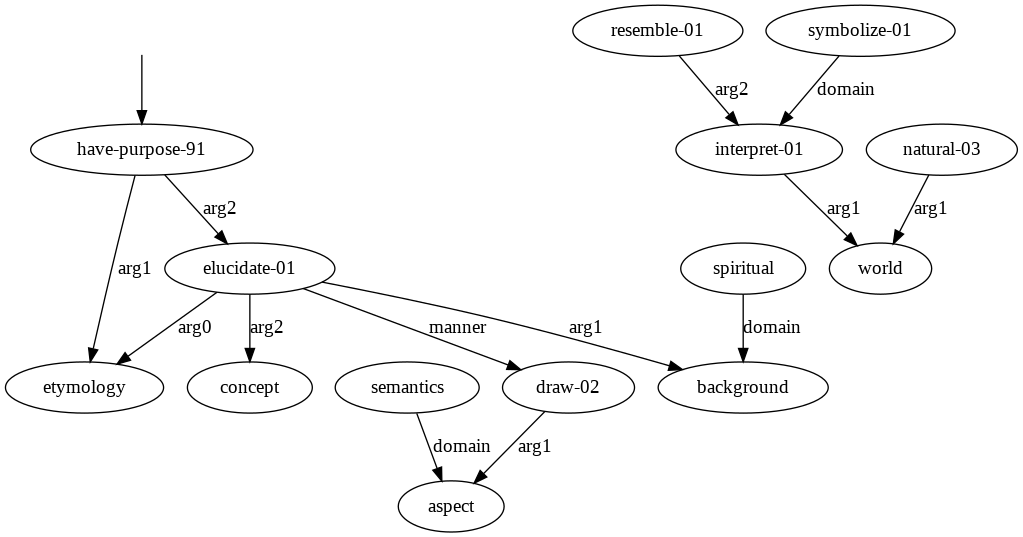 resemble-01 symbolize-01
arg2 domain
have-purpose-91 interpret-01 natural-03
arg2 arg1 arg1
arg1 elucidate-01 spiritual world
arg0 arg2 manner arg1 domain
etymology concept semantics draw-02 background
domain arg1
aspect